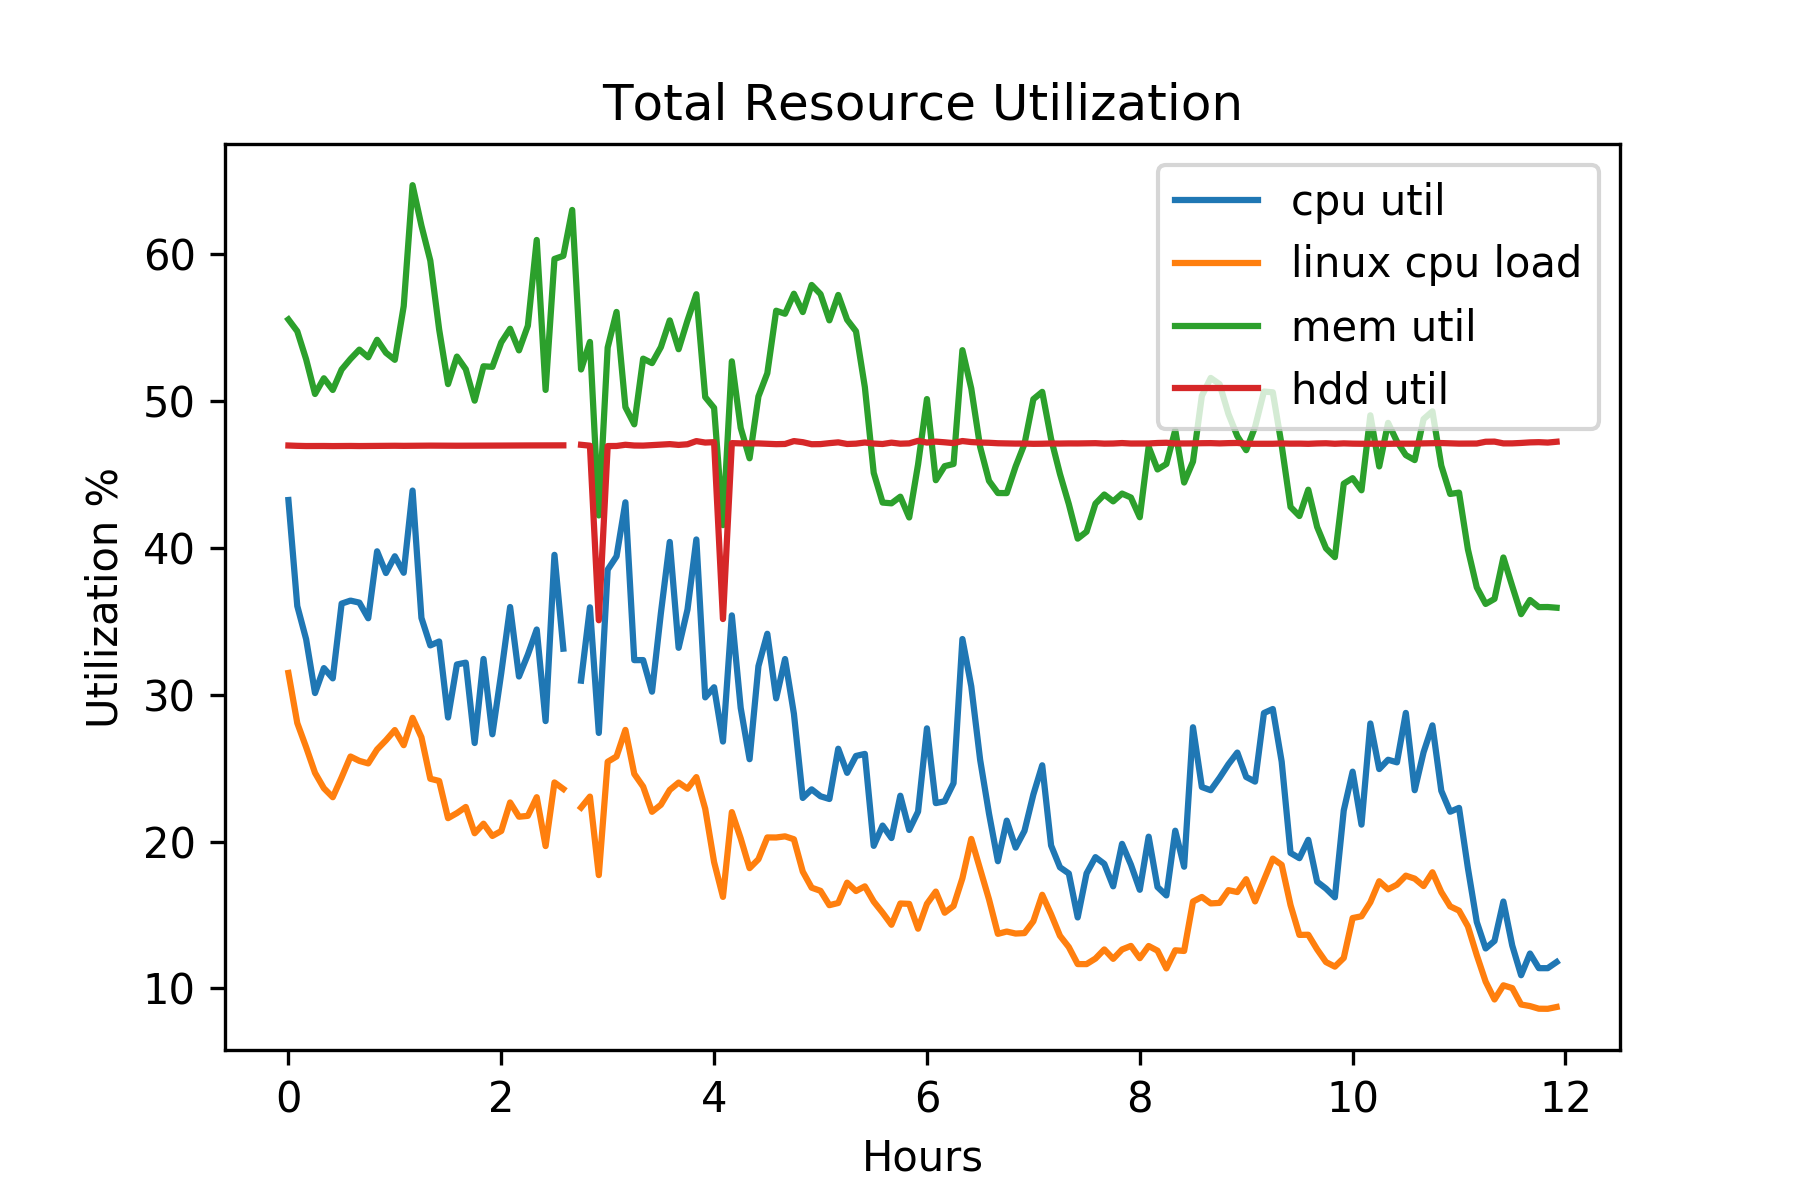 Total Resource Utilization
cpu util
linux cpu load
mem util
hdd util
Utilization %
60
50
40
30
20
10
0 2 4 6 8 10 12
Hours